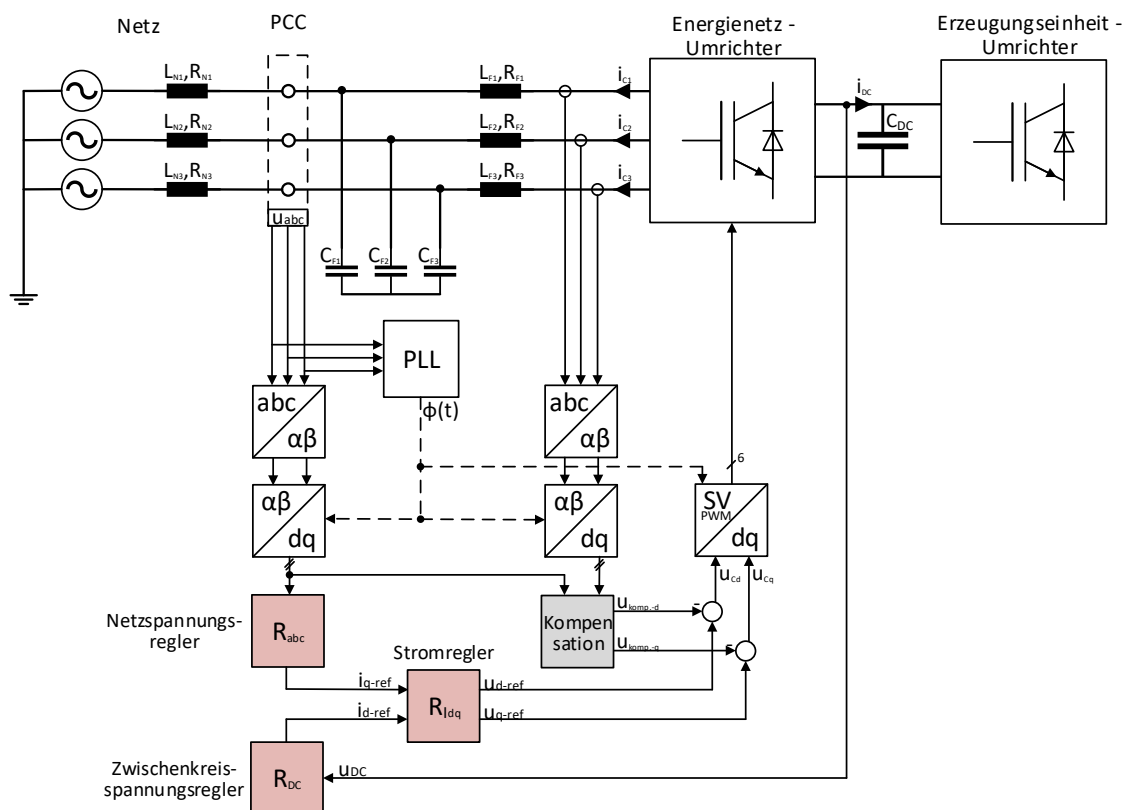 Netz
PCC
Energienetz -
Umrichter
Erzeugungseinheit -
Umrichter
LN1,RN1
LF1,RF1
iC1
iDC
LN2,RN2
LF2,RF2
iC2
CDC
LN3,RN3
LF3,RF3
iC3
uabc
CF1
CF2
CF3
PLL
ϕ(t)
abc
αβ
abc
αβ
6
αβ
dq
αβ
dq
SV
PWM
dq
uCd
uCq
Netzspannungs-
regler
Rabc
Kompen
sation
ukomp.-d
-
ukomp.-q
-
Stromregler
iq-ref
id-ref
RIdq
ud-ref
uq-ref
Zwischenkreis-
spannungsregler
RDC
uDC